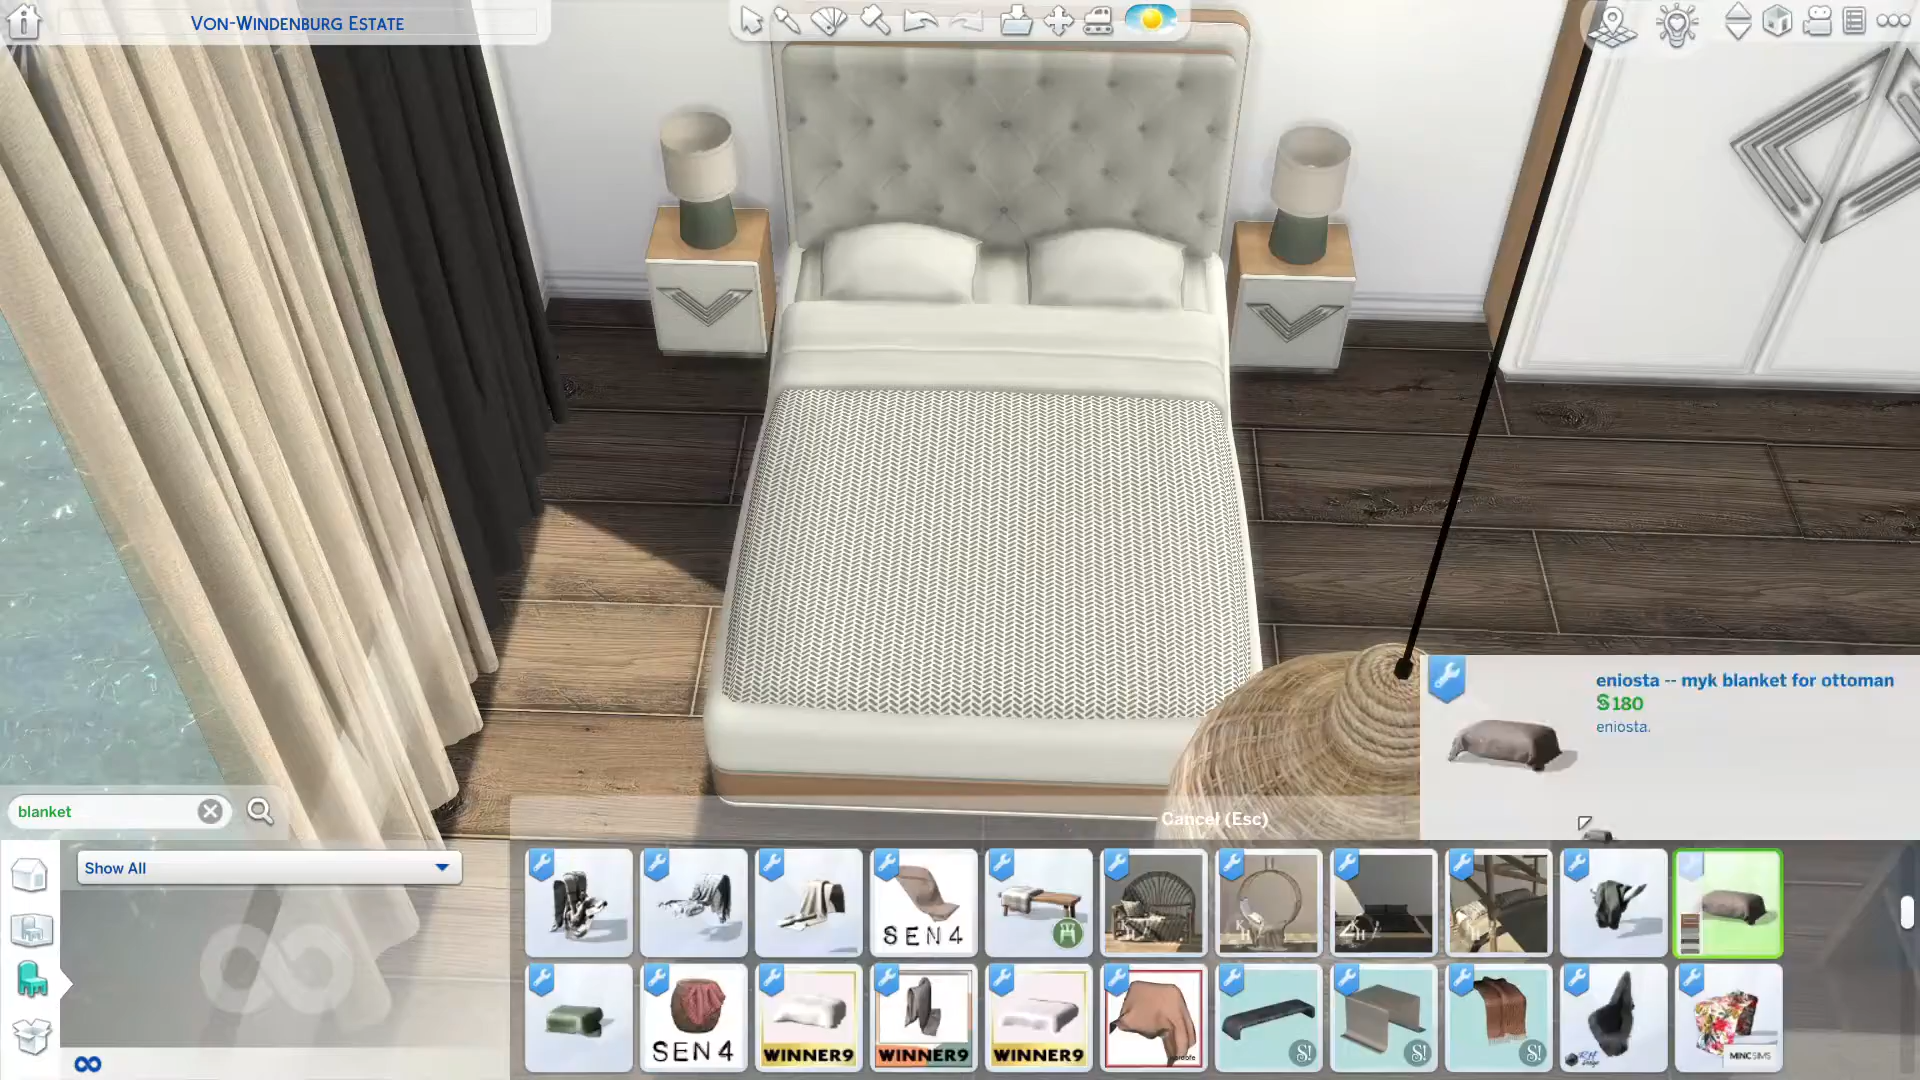 Von-Windenburg Estate
eniosta -- myk blanket for ottoman
§180
eniosta.
blanket
Cancel (Esc)
Show All
SEN4
SEN4
WINNER9
WINNER9
WINNER9
S!
S!
S!
MINCSIMS